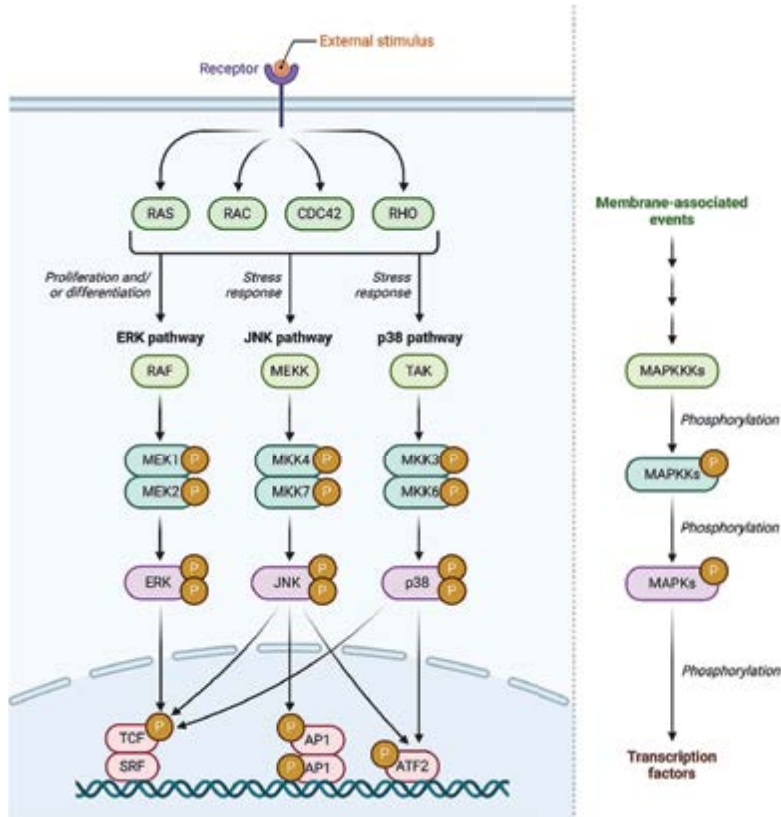 External stimulus
Receptor
RAS
RAC
CDC42
RHO
Membrane-associated
events
Proliferation and/
or differentiation
Stress
response
Stress
response
ERK pathway
JNK pathway
p38 pathway
RAF
MEKK
TAK
MAPKKKs
Phosphorylation
MEK1
P
MKK4
P
MKK3
P
MEK2
P
MKK7
P
MKK6
P
MAPKKs
P
Phosphorylation
ERK
P
P
JNK
P
P
p38
P
P
MAPKs
P
Phosphorylation
TCF
P
SRF
P
AP1
P
AP1
P
ATF2
Transcription
factors